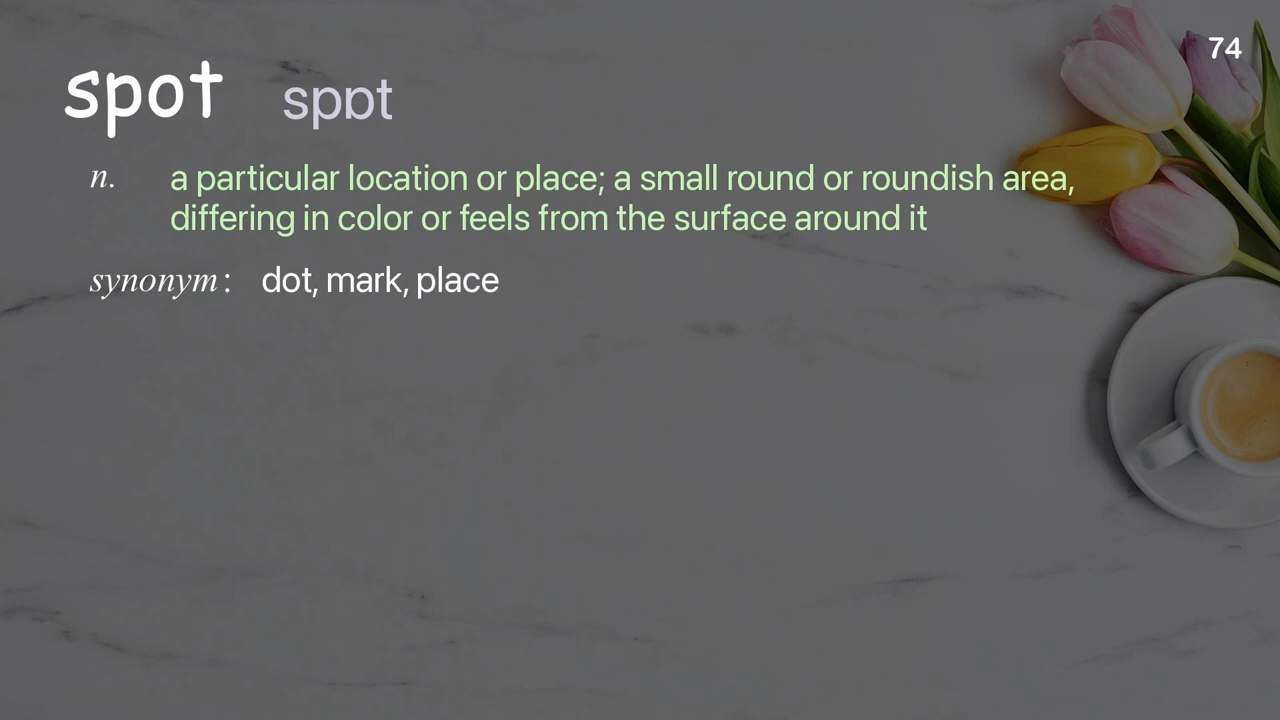 74
spot spɒt
n. a particular location or place; a small round or roundish area,
differing in color or feels from the surface around it
synonym: dot, mark, place